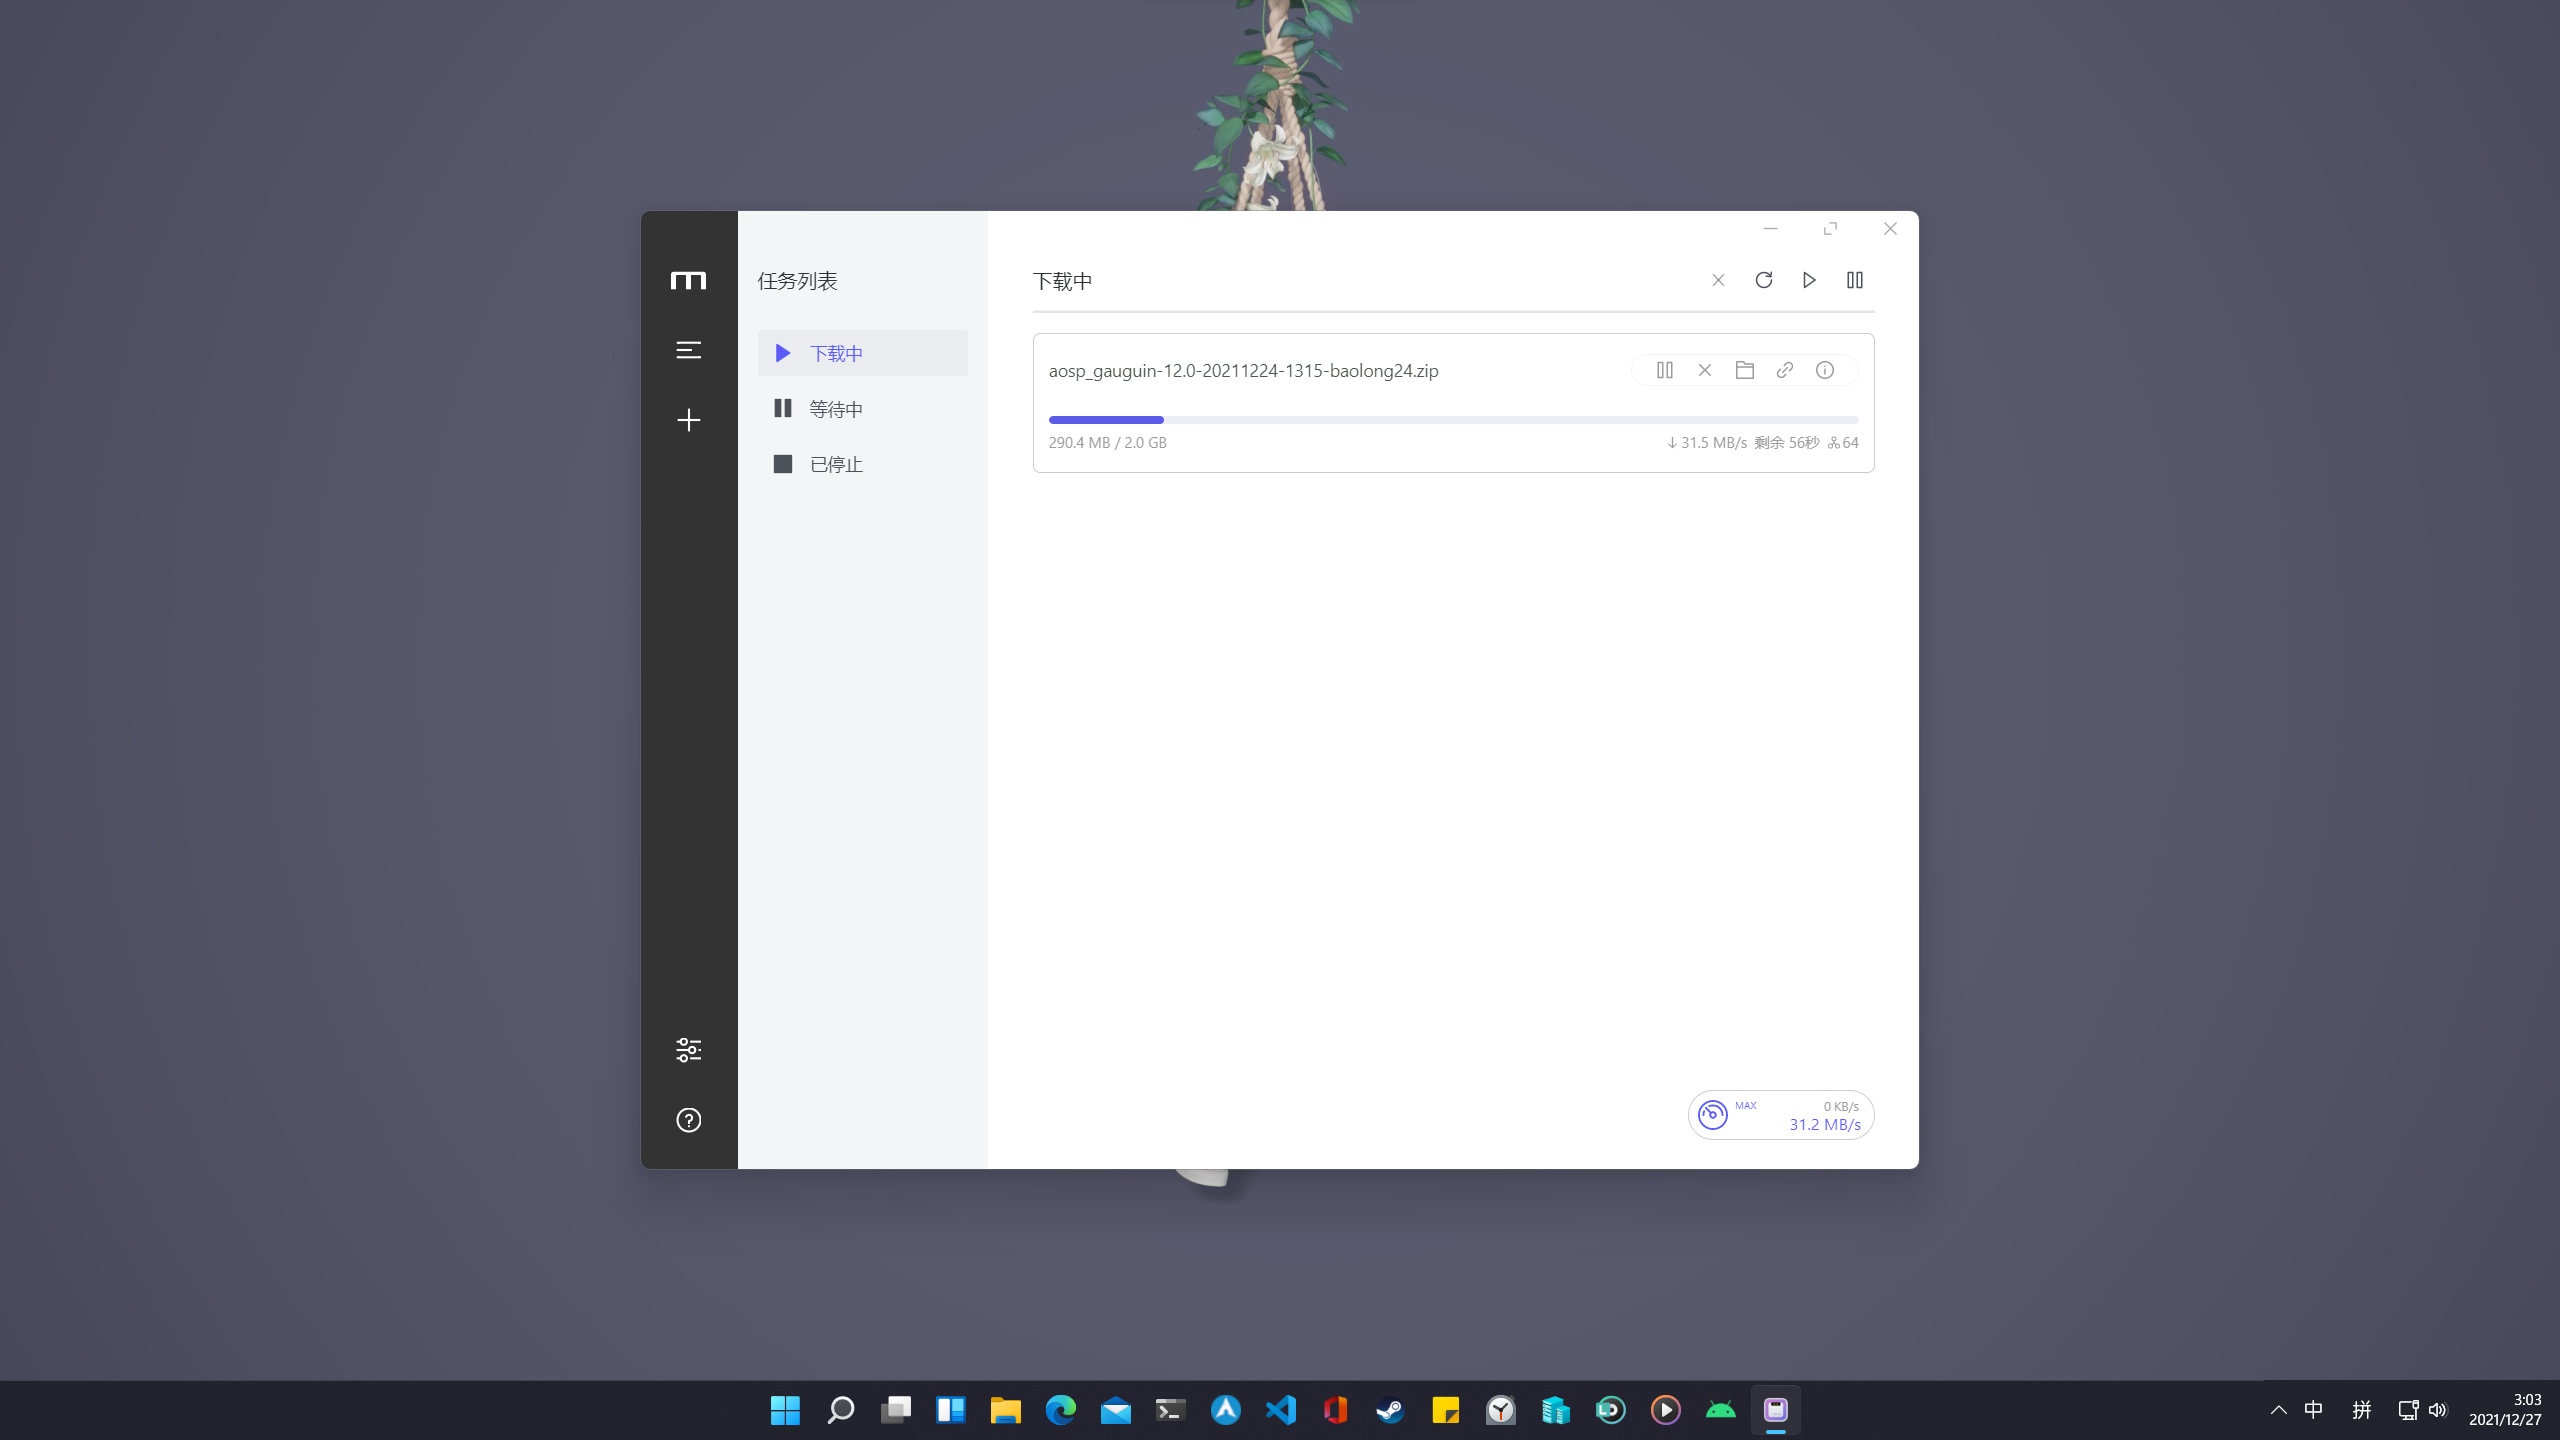 任务列表
下载中
等待中
已停止
下载中
aosp_gauguin-12.0-20211224-1315-baolong24.zip
290.4 MB / 2.0 GB
31.5 MB/s 剩余 56秒 64
MAX
0 KB/s
31.2 MB/s
中
拼
3:03
2021/12/27